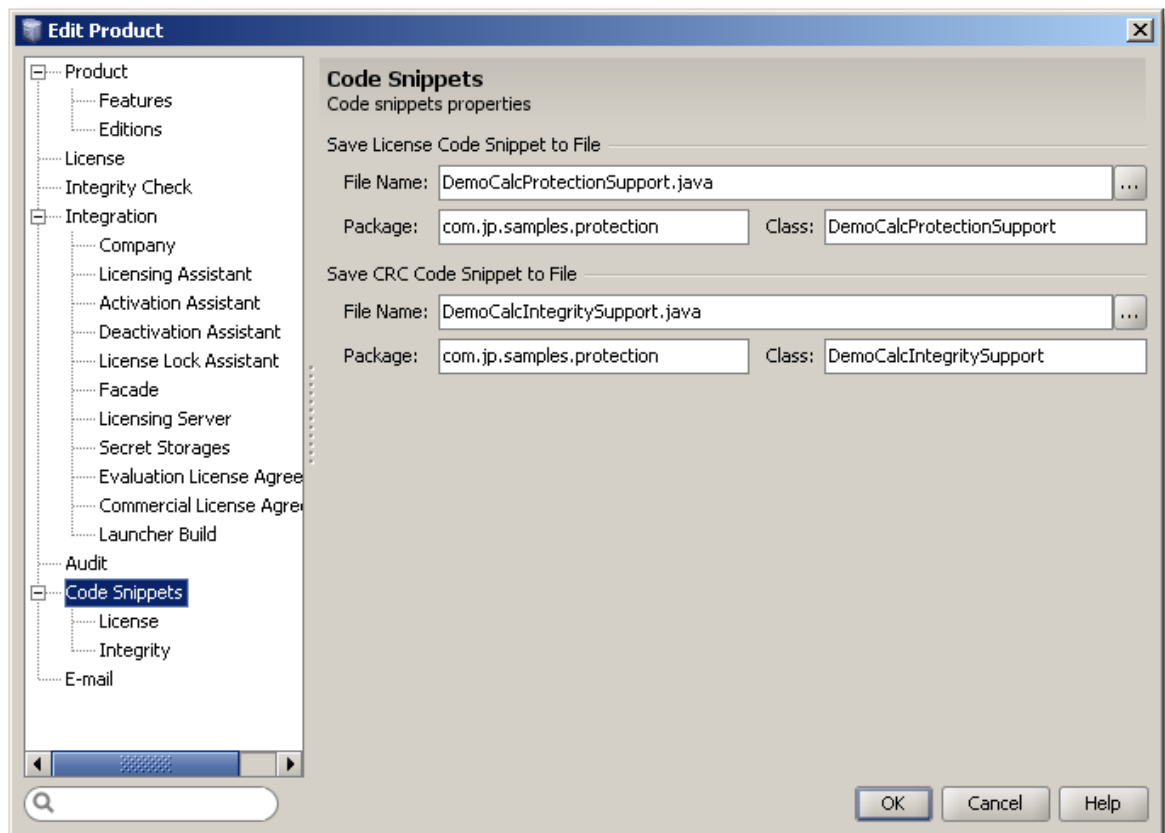 Edit Product
Product
Features
Editions
License
Integrity Check
Integration
Company
Licensing Assistant
Activation Assistant
Deactivation Assistant
License Lock Assistant
Facade
Licensing Server
Secret Storages
Evaluation License Agree
Commercial License Agre
Launcher Build
Audit
Code Snippets
License
Integrity
E-mail
Code Snippets
Code snippets properties
Save License Code Snippet to File
File Name: DemoCalcProtectionSupport.java ...
Package: com.jp.samples.protection Class: DemoCalcProtectionSupport
Save CRC Code Snippet to File
File Name: DemoCalcIntegritySupport.java ...
Package: com.jp.samples.protection Class: DemoCalcIntegritySupport
OK Cancel Help